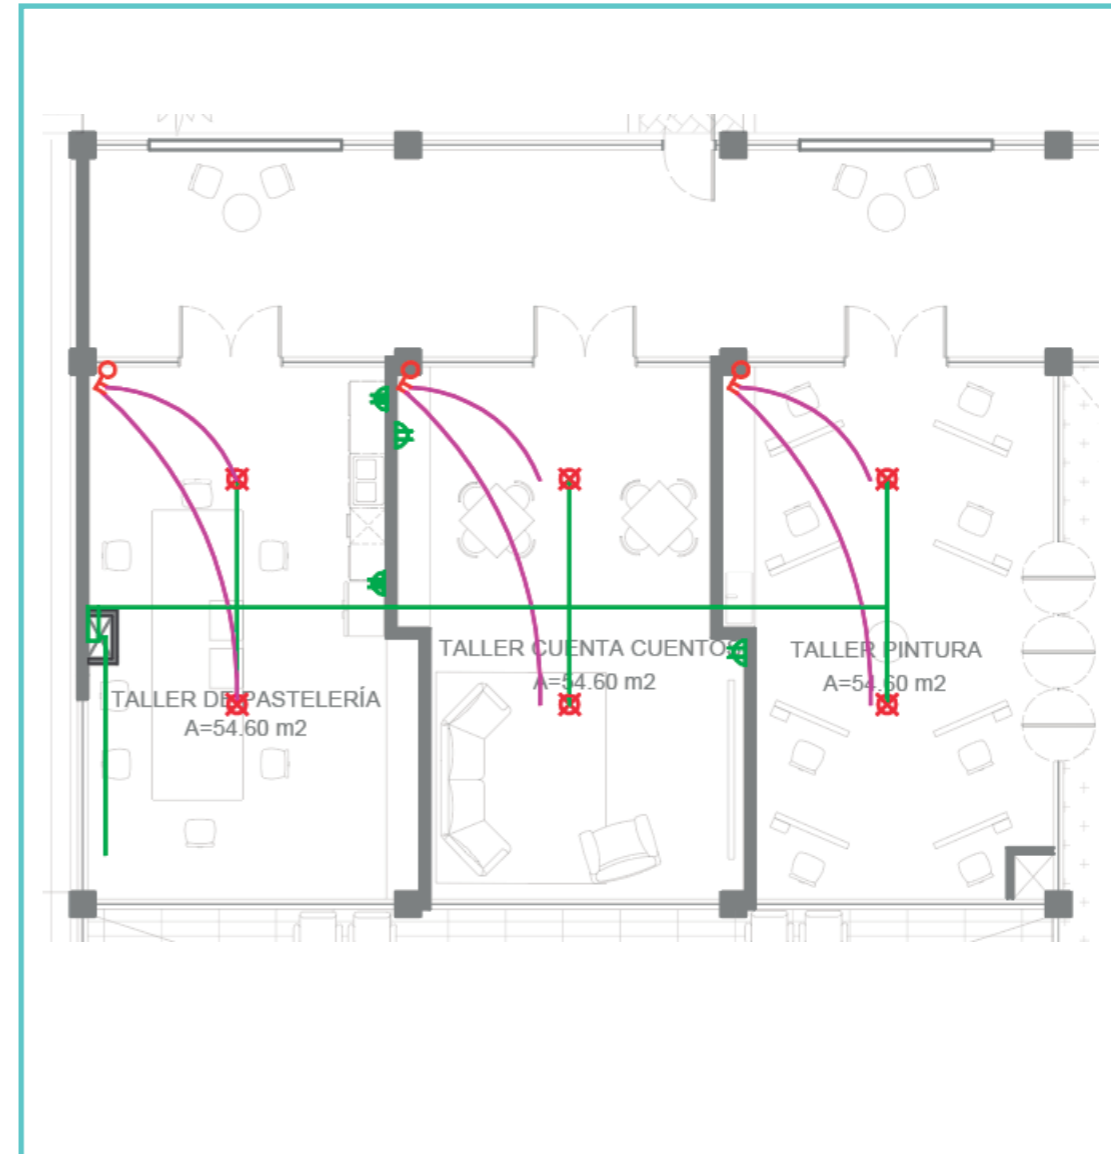 TALLER DE PASTELERÍA
A=54.60 m2
TALLER CUENTA CUENTOS
A=54.60 m2
TALLER PINTURA
A=54.60 m2